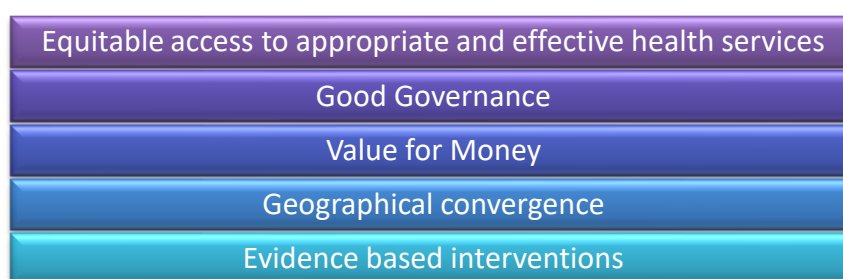 Equitable access to appropriate and effective health services
Good Governance
Value for Money
Geographical convergence
Evidence based interventions